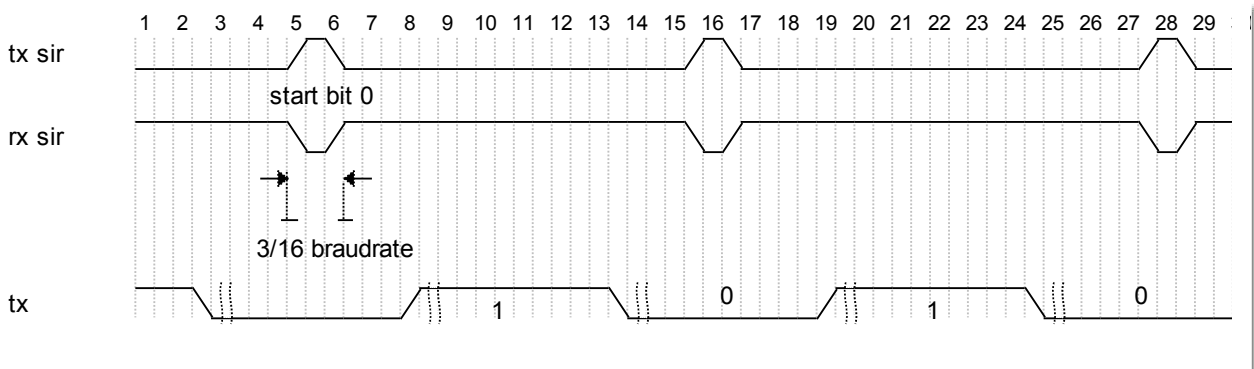 1 2 3 4 5 6 7 8 9 10 11 12 13 14 15 16 17 18 19 20 21 22 23 24 25 26 27 28 29
tx sir
start bit 0
rx sir
3/16 braudrate
tx 1 0 1 0